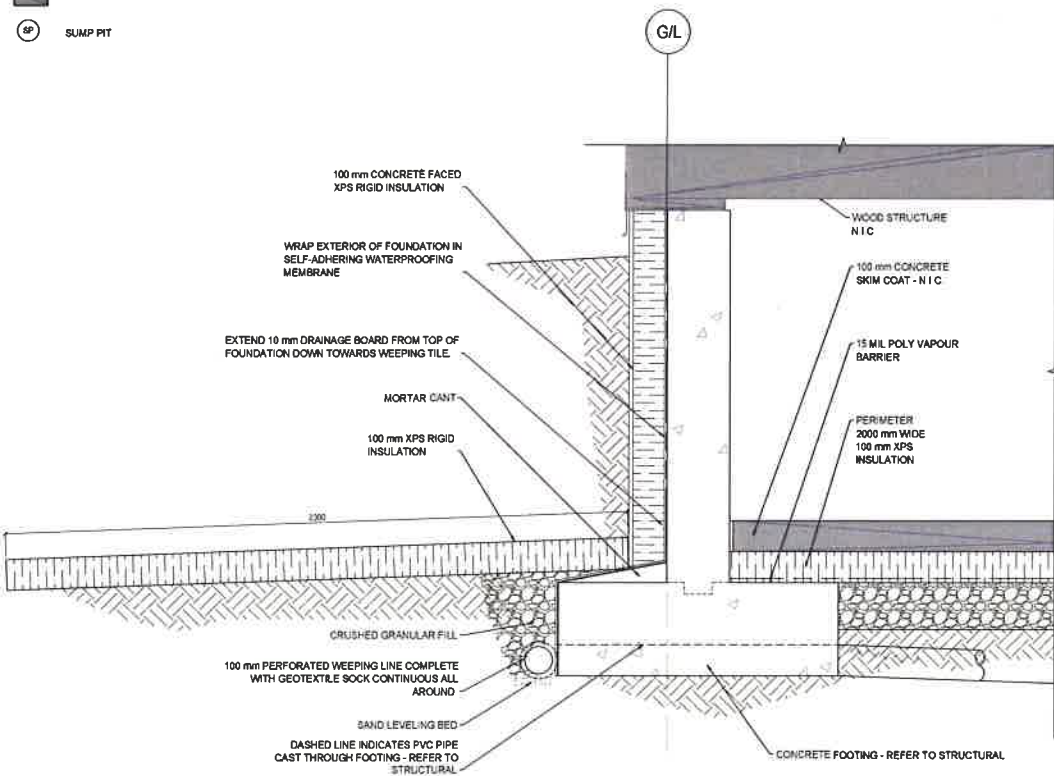 SP
SUMP PIT
G/L
100 mm CONCRETE FACED
XPS RIGID INSULATION
WRAP EXTERIOR OF FOUNDATION IN
SELF-ADHERING WATERPROOFING
MEMBRANE
EXTEND 10 mm DRAINAGE BOARD FROM TOP OF
FOUNDATION DOWN TOWARDS WEEPING TILE.
MORTAR CANT
100 mm XPS RIGID
INSULATION
CRUSHED GRANULAR FILL
100 mm PERFORATED WEEPING LINE COMPLETE
WITH GEOTEXTILE SOCK CONTINUOUS ALL
AROUND
SAND LEVELING BED
DASHED LINE INDICATES PVC PIPE
CAST THROUGH FOOTING - REFER TO
STRUCTURAL
WOOD STRUCTURE
N I C
100 mm CONCRETE
SKIM COAT - N I C
15 MIL POLY VAPOUR
BARRIER
PERIMETER
2000 mm WIDE
100 mm XPS
INSULATION
CONCRETE FOOTING - REFER TO STRUCTURAL